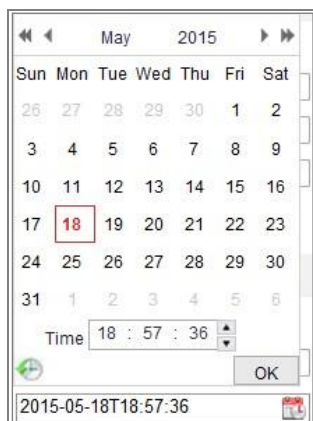 May 2015
Sun Mon Tue Wed Thu Fri Sat
26 27 28 29 30 1 2
3 4 5 6 7 8 9
10 11 12 13 14 15 16
17 18 19 20 21 22 23
24 25 26 27 28 29 30
31 1 2 3 4 5 6
Time 18 : 57 : 36
OK
2015-05-18T18:57:36